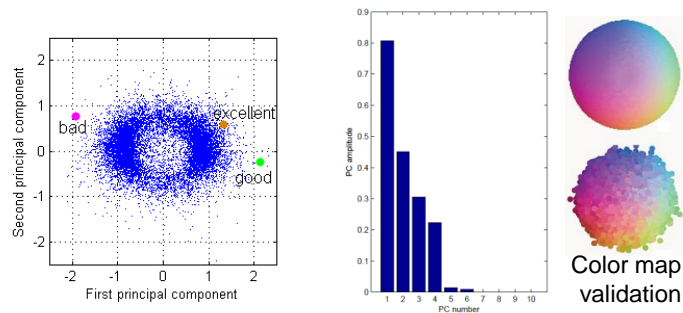 2
1
0
-1
-2
-2
-1
0
1
2
Second principal component
First principal component
bad
excellent
good
0.9
0.8
0.7
0.6
0.5
0.4
0.3
0.2
0.1
0
PC amplitude
1 2 3 4 5 6 7 8 9 10
PC number
Color map
validation